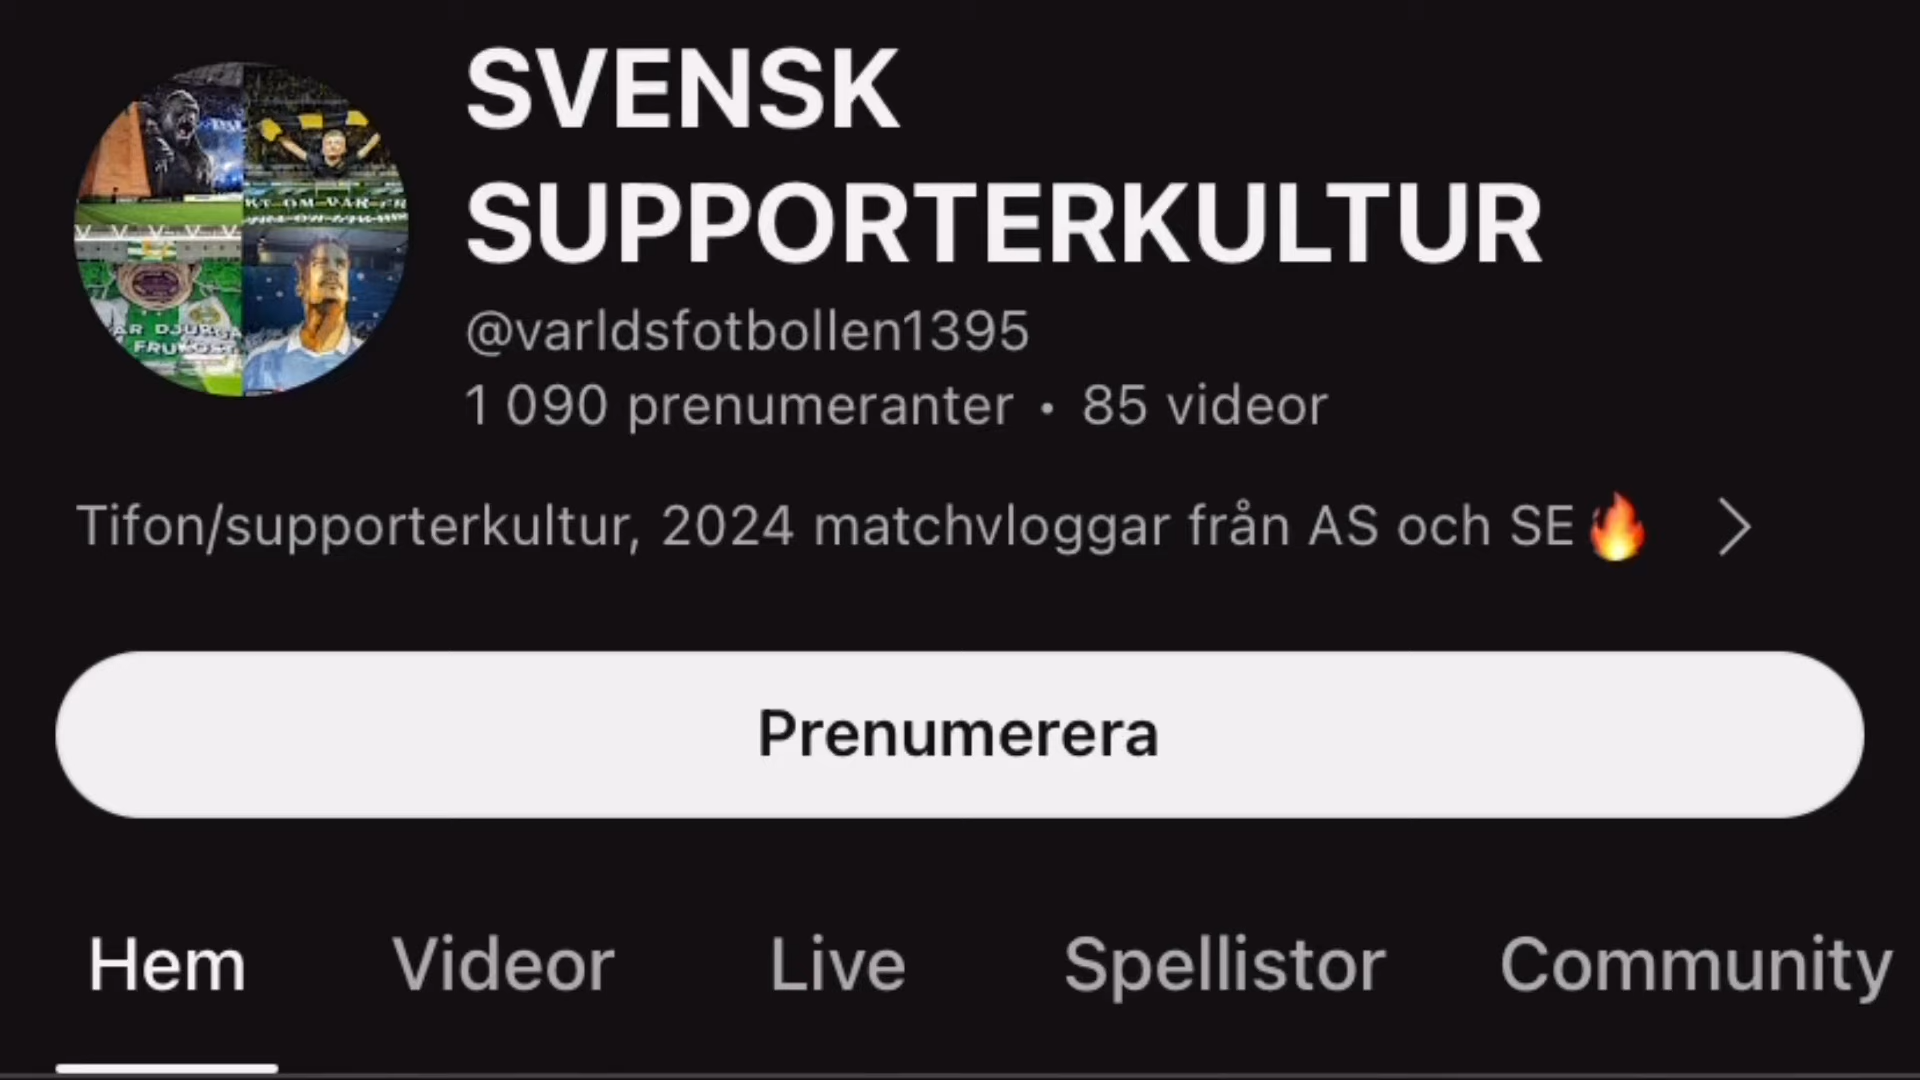 SVENSK
SUPPORTERKULTUR
@varldsfotbollen1395
1 090 prenumeranter • 85 videor
Tifon/supporterkultur, 2024 matchvloggar från AS och SE🔥
Prenumerera
Hem Videor Live Spellistor Community